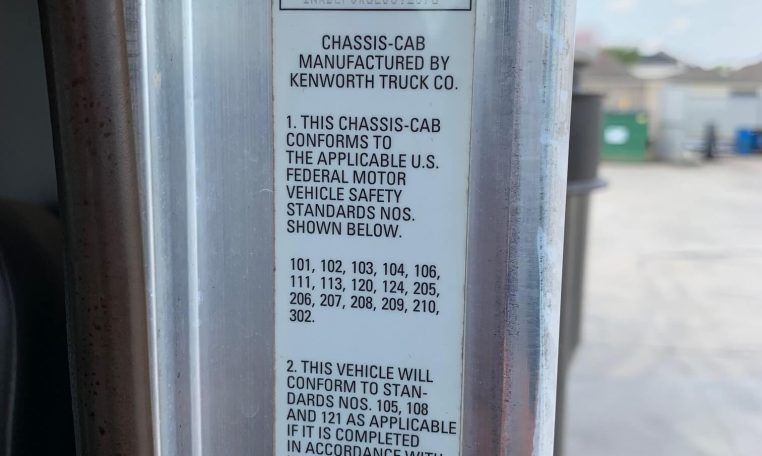 CHASSIS-CAB
MANUFACTURED BY
KENWORTH TRUCK CO.
1. THIS CHASSIS-CAB
CONFORMS TO
THE APPLICABLE U.S.
FEDERAL MOTOR
VEHICLE SAFETY
STANDARDS NOS.
SHOWN BELOW.
101, 102, 103, 104, 106,
111, 113, 120, 124, 205,
206, 207, 208, 209, 210,
302.
2. THIS VEHICLE WILL
CONFORM TO STAN-
DARDS NOS. 105, 108
AND 121 AS APPLICABLE
IF IT IS COMPLETED
IN ACCORDANCE WITH